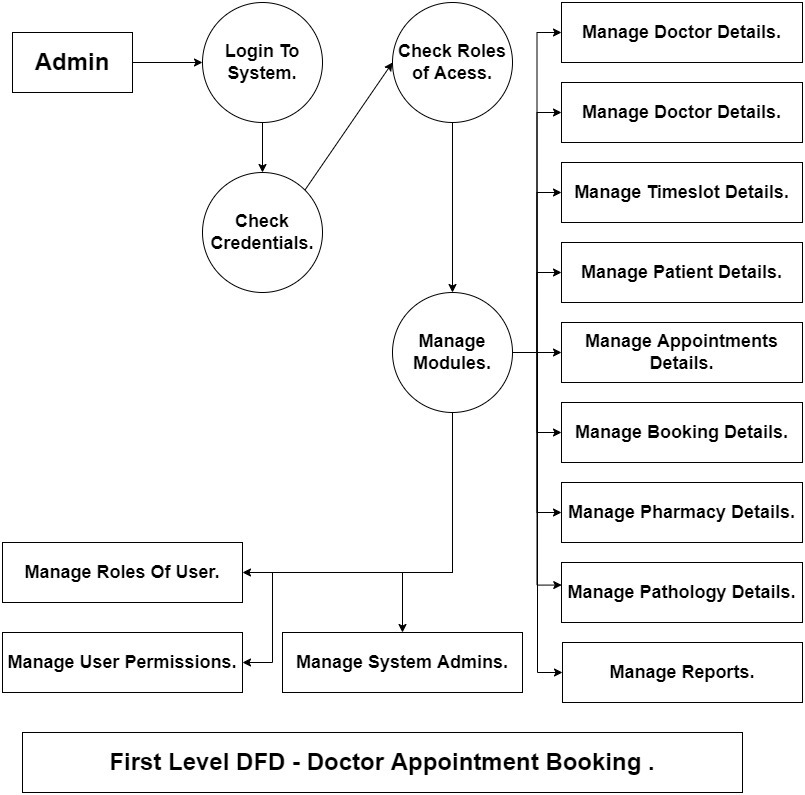 Admin
Login To
System.
Check Roles
of Acess.
Check
Credentials.
Manage
Modules.
Manage Doctor Details.
Manage Doctor Details.
Manage Timeslot Details.
Manage Patient Details.
Manage Appointments
Details.
Manage Booking Details.
Manage Pharmacy Details.
Manage Pathology Details.
Manage Reports.
Manage Roles Of User.
Manage User Permissions.
Manage System Admins.
First Level DFD - Doctor Appointment Booking .